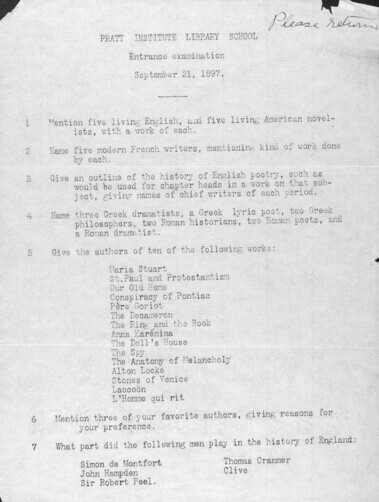 Please return
PRATT INSTITUTE LIBRARY SCHOOL
Entrance examination
September 21, 1897.
1 Mention five living English, and five living American novel-
ists, with a work of each.
2 Name five modern French writers, mentioning kind of work done
by each.
3 Give an outline of the history of English poetry, such as
would be used for chapter heads in a work on that sub-
ject, giving names of chief writers of each period.
4 Name three Greek dramatists, a Greek lyric poet, two Greek
philosophers, two Roman historians, two Roman poets, and
a Roman dramatist.
5 Give the authors of ten of the following works:
Maria Stuart
St.Paul and Protestantism
Our Old Home
Conspiracy of Pontiac
Père Goriot
The Decameron
The Ring and the Book
Anna Karénina
The Doll's House
The Spy
The Anatomy of Melancholy
Alton Locke
Stones of Venice
Laocoön
L'Homme qui rit
6 Mention three of your favorite authors, giving reasons for
your preference.
7 What part did the following men play in the history of England:
Simon de Montfort Thomas Cranmer
John Hampden Clive
Sir Robert Peel.